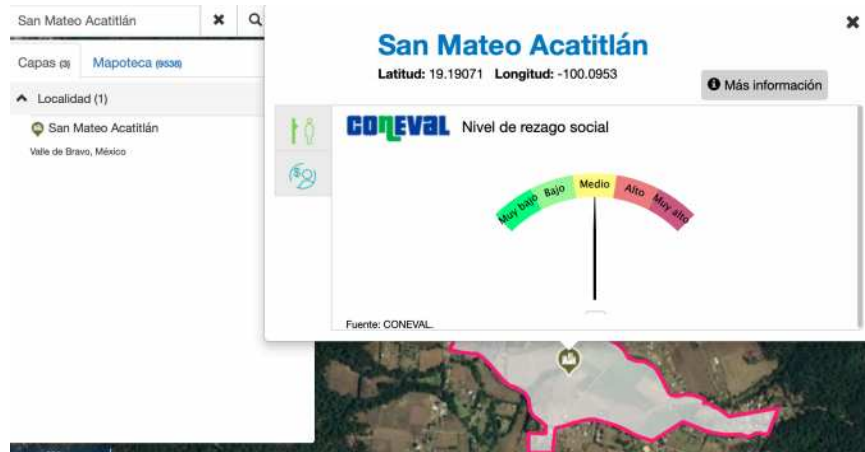 San Mateo Acatitlán
Capas (3) Mapoteca (9538)
Localidad (1)
San Mateo Acatitlán
Valle de Bravo, México
San Mateo Acatitlán
Latitud: 19.19071 Longitud: -100.0953
Más información
CONEVAL Nivel de rezago social
Muy bajo Bajo Medio Alto Muy alto
Fuente: CONEVAL.